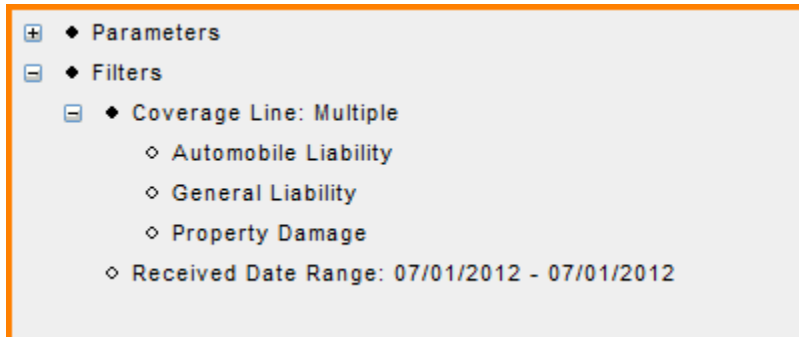 Parameters
Filters
Coverage Line: Multiple
Automobile Liability
General Liability
Property Damage
Received Date Range: 07/01/2012 - 07/01/2012